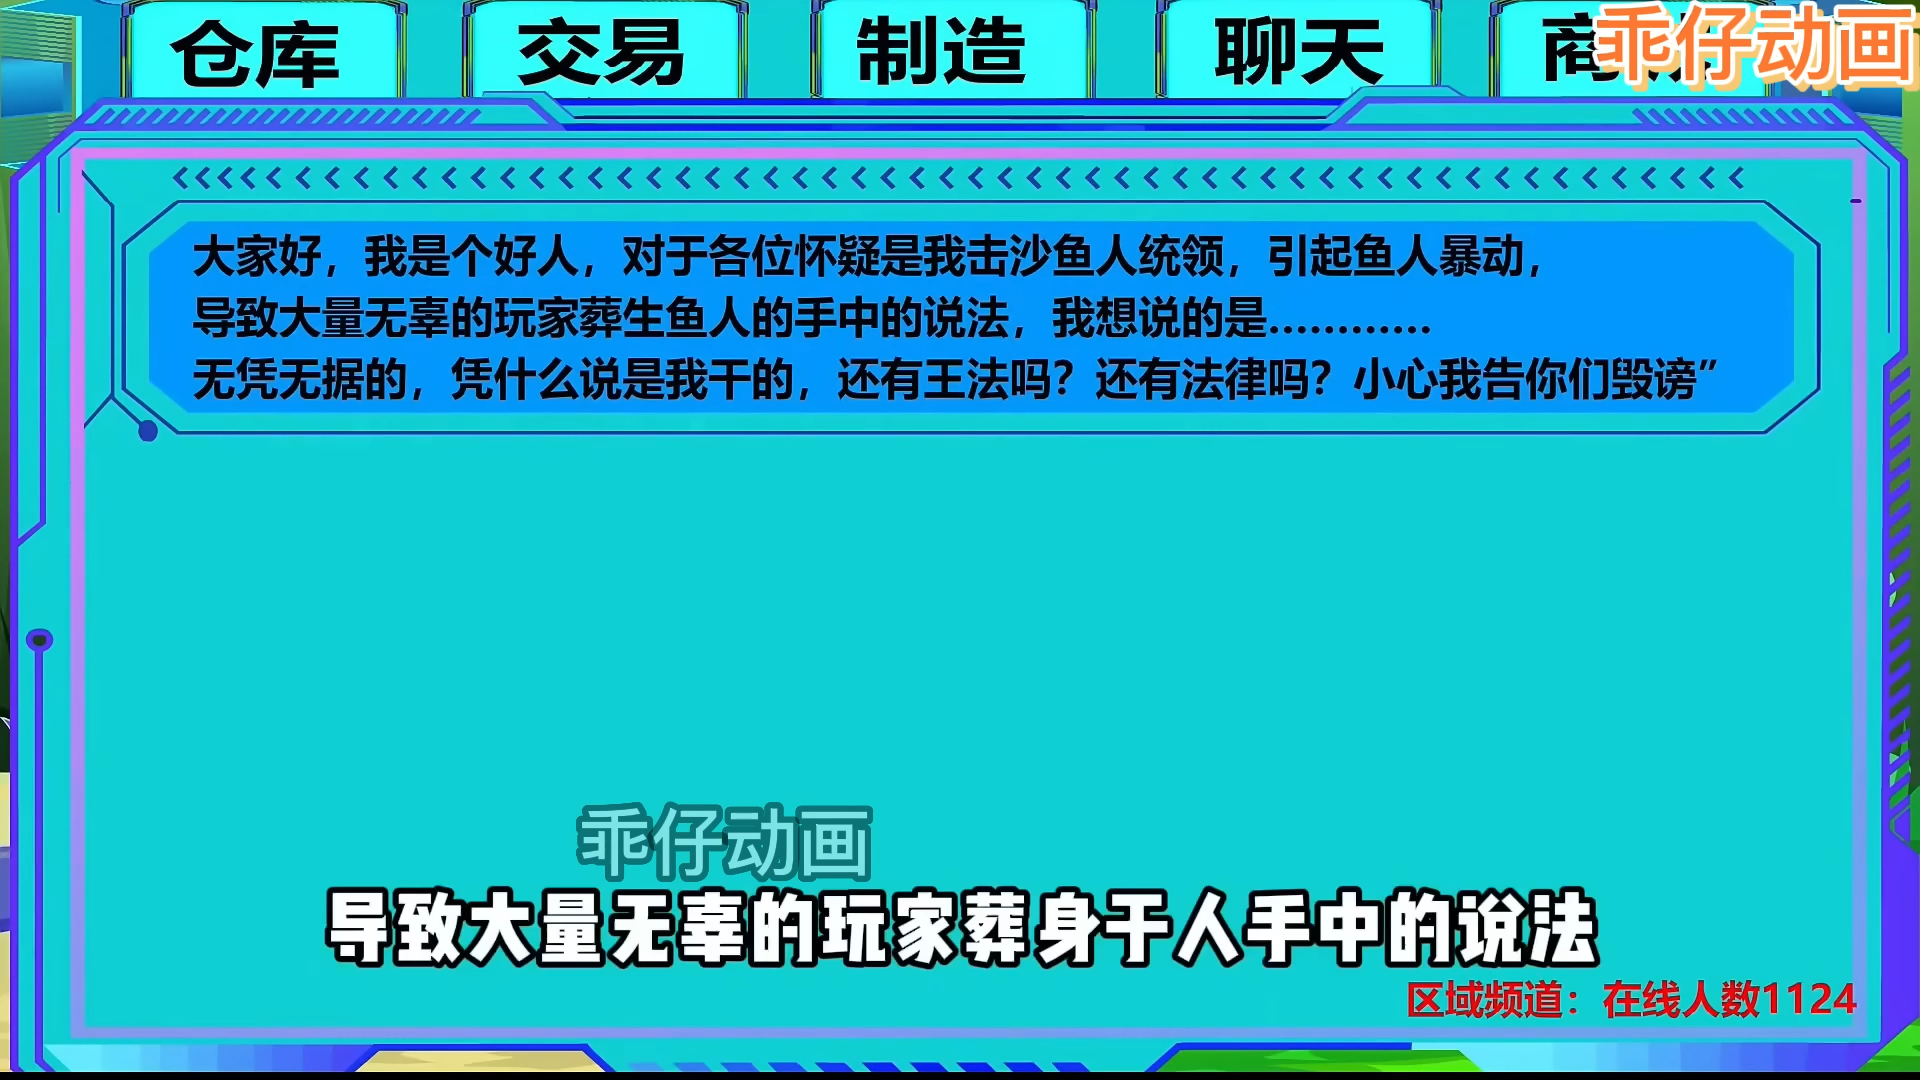 仓库
交易
制造
聊天
商
乖仔动画
大家好，我是个好人，对于各位怀疑是我击沙鱼人统领，引起鱼人暴动，
导致大量无辜的玩家葬生鱼人的手中的说法，我想说的是…………
无凭无据的，凭什么说是我干的，还有王法吗？还有法律吗？小心我告你们毁谤”
乖仔动画
导致大量无辜的玩家葬身于人手中的说法
区域频道：在线人数1124